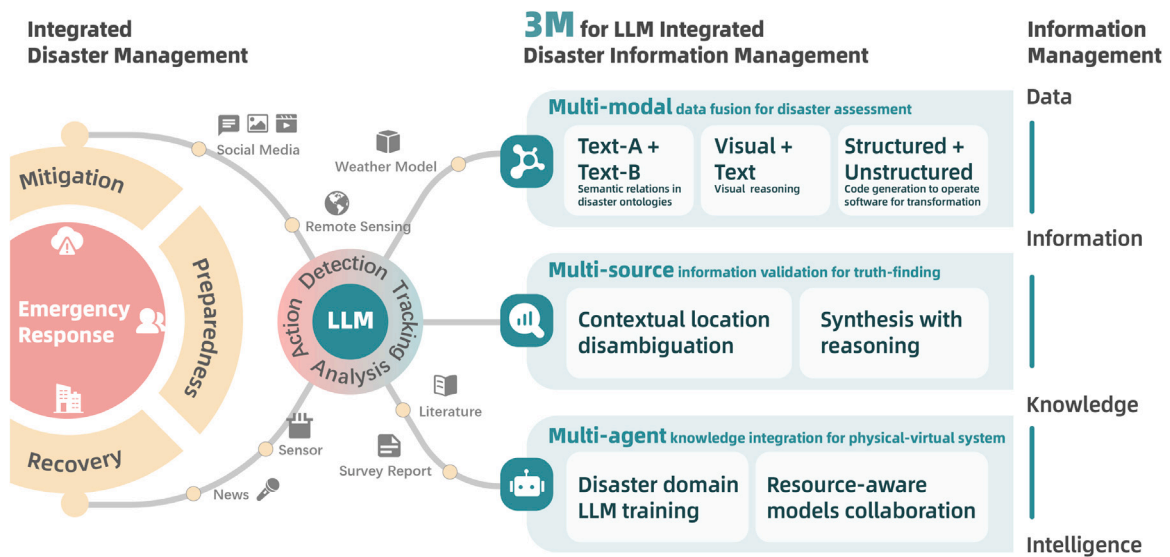 Integrated
Disaster Management
3M for LLM Integrated
Disaster Information Management
Information
Management
Mitigation
Preparedness
Recovery
Emergency
Response
Social Media
Weather Model
Remote Sensing
Detection
Tracking
Analysis
Action
LLM
Literature
Sensor
Survey Report
News
Multi-modal data fusion for disaster assessment
Text-A +
Text-B
Semantic relations in
disaster ontologies
Visual +
Text
Visual reasoning
Structured +
Unstructured
Code generation to operate
software for transformation
Multi-source information validation for truth-finding
Contextual location
disambiguation
Synthesis with
reasoning
Multi-agent knowledge integration for physical-virtual system
Disaster domain
LLM training
Resource-aware
models collaboration
Data
Information
Knowledge
Intelligence